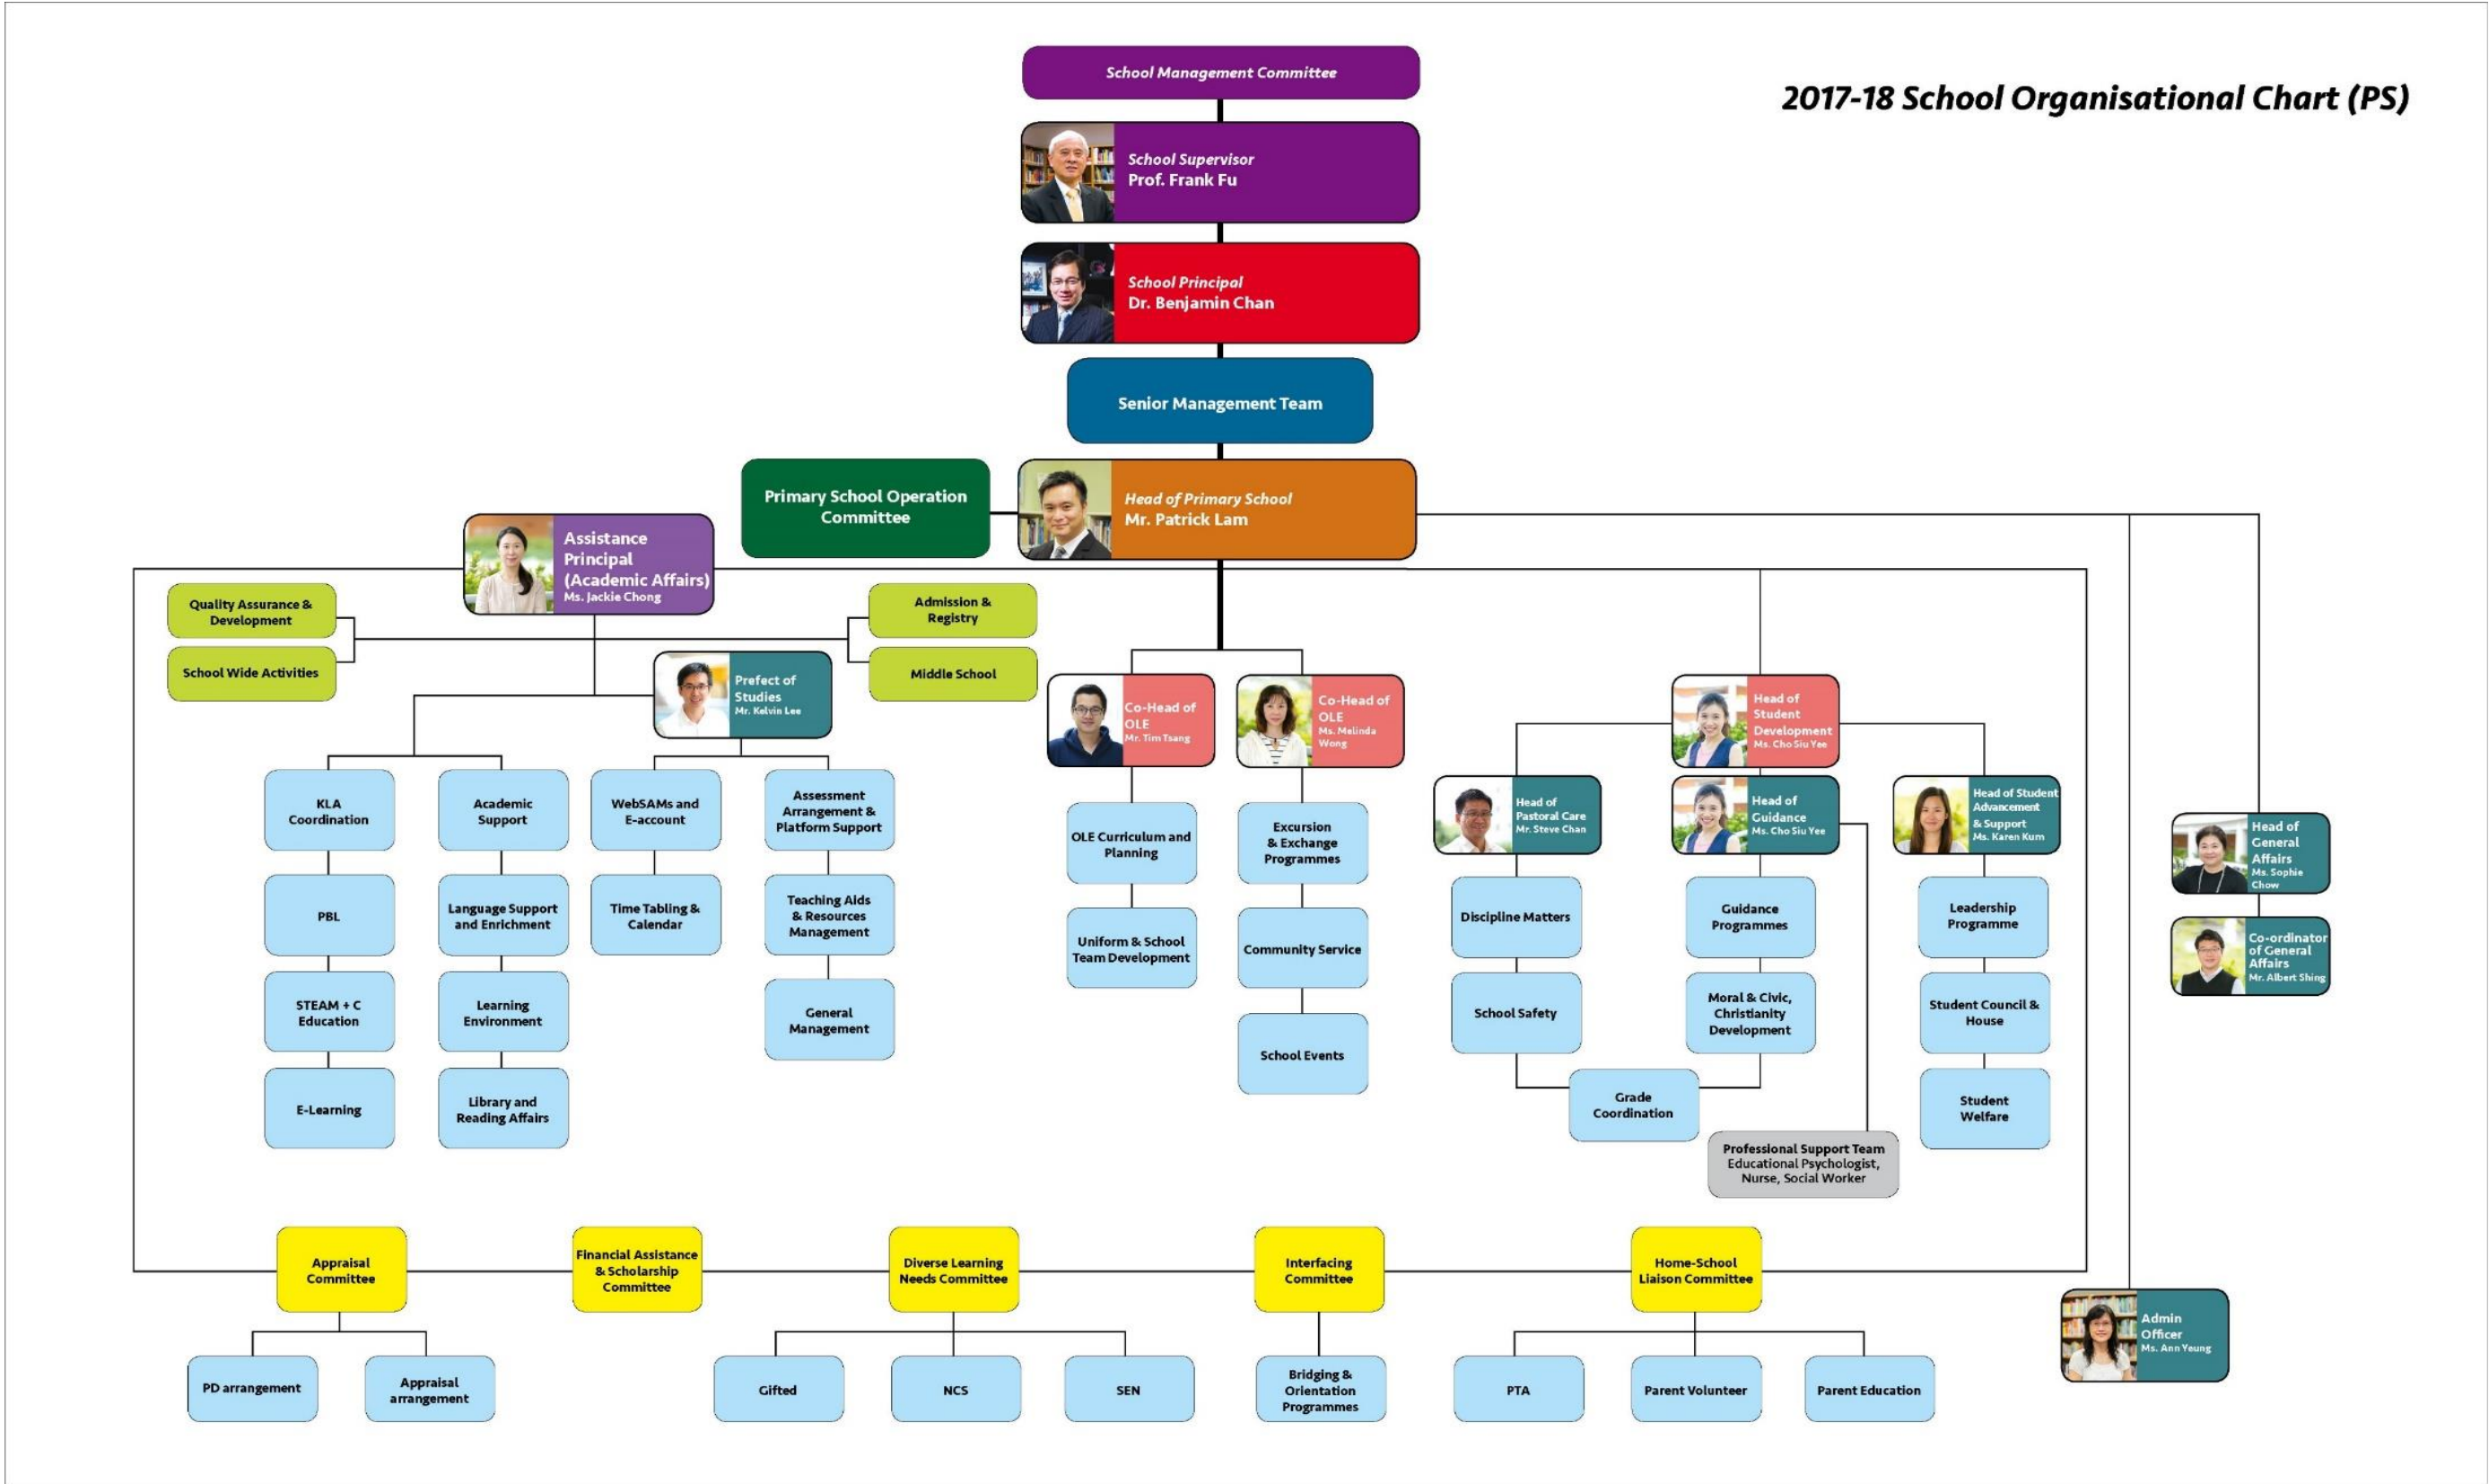 2017-18 School Organisational Chart (PS)
School Management Committee
School Supervisor
Prof. Frank Fu
School Principal
Dr. Benjamin Chan
Senior Management Team
Primary School Operation
Committee
Head of Primary School
Mr. Patrick Lam
Assistance
Principal
(Academic Affairs)
Ms. Jackie Chong
Quality Assurance &
Development
School Wide Activities
Admission &
Registry
Middle School
Prefect of
Studies
Mr. Kelvin Lee
KLA
Coordination
PBL
STEAM + C
Education
E-Learning
Academic
Support
Language Support
and Enrichment
Learning
Environment
Library and
Reading Affairs
WebSAMs and
E-account
Time Tabling &
Calendar
Assessment
Arrangement &
Platform Support
Teaching Aids
& Resources
Management
General
Management
Co-Head of
OLE
Mr. Tim Tsang
OLE Curriculum and
Planning
Uniform & School
Team Development
Co-Head of
OLE
Ms. Melinda
Wong
Excursion
& Exchange
Programmes
Community Service
School Events
Head of
Student
Development
Ms. Cho Siu Yee
Head of
Pastoral Care
Mr. Steve Chan
Discipline Matters
School Safety
Head of
Guidance
Ms. Cho Siu Yee
Guidance
Programmes
Moral & Civic,
Christianity
Development
Grade
Coordination
Professional Support Team
Educational Psychologist,
Nurse, Social Worker
Head of Student
Advancement
& Support
Ms. Karen Kum
Leadership
Programme
Student Council &
House
Student
Welfare
Head of
General
Affairs
Ms. Sophie
Chow
Co-ordinator
of General
Affairs
Mr. Albert Shing
Appraisal
Committee
PD arrangement
Appraisal
arrangement
Financial Assistance
& Scholarship
Committee
Diverse Learning
Needs Committee
Gifted
NCS
SEN
Interfacing
Committee
Bridging &
Orientation
Programmes
Home-School
Liaison Committee
PTA
Parent Volunteer
Parent Education
Admin
Officer
Ms. Ann Yeung